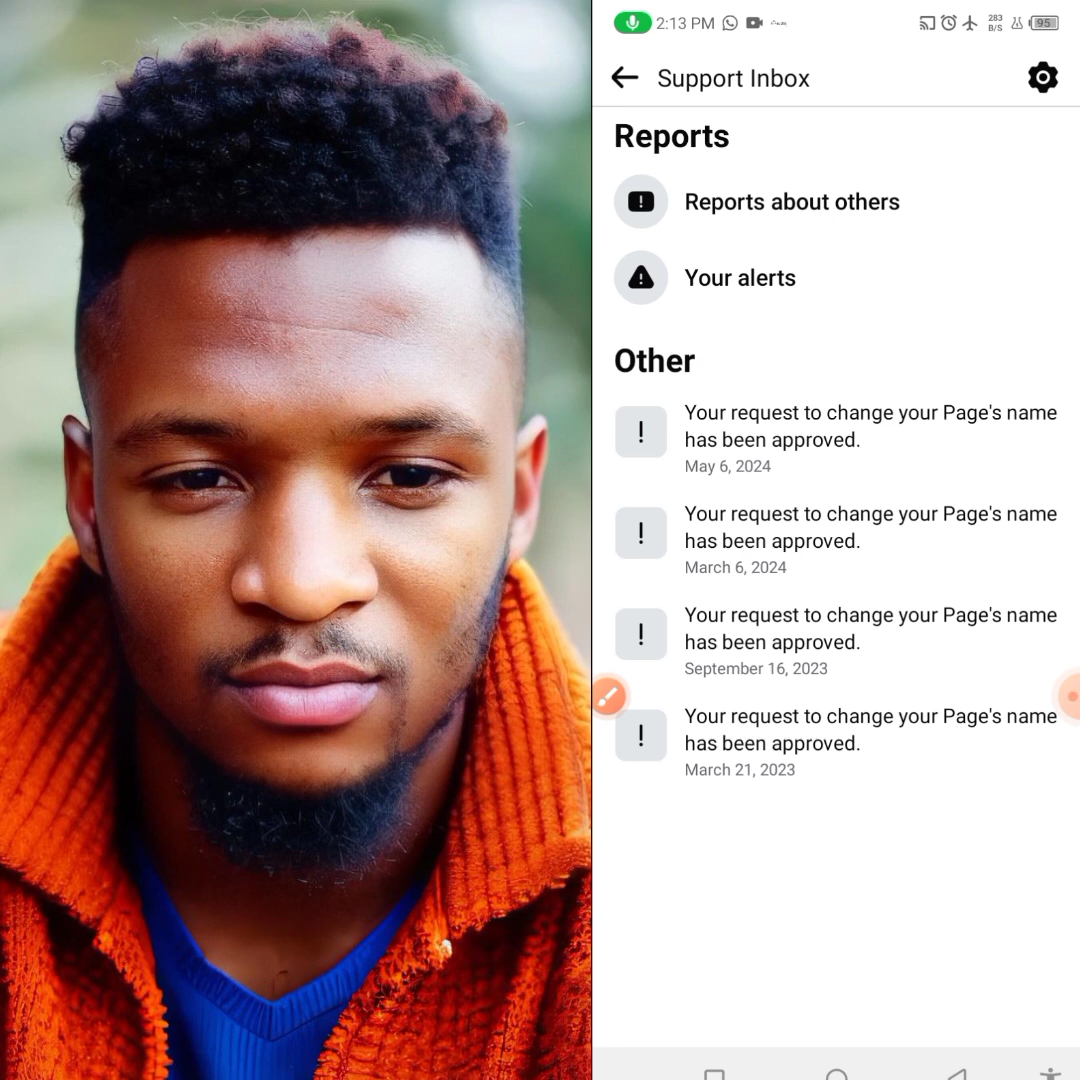 2:13 PM
283
B/S
95
Support Inbox
Reports
Reports about others
Your alerts
Other
Your request to change your Page's name
has been approved.
May 6, 2024
Your request to change your Page's name
has been approved.
March 6, 2024
Your request to change your Page's name
has been approved.
September 16, 2023
Your request to change your Page's name
has been approved.
March 21, 2023